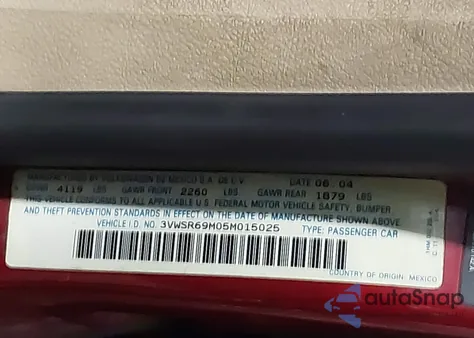 MANUFACTURED BY VOLKSWAGEN DE MEXICO S.A. DE C.V. DATE 08 04
GVWR 4119 LBS GAWR FRONT 2260 LBS GAWR REAR 1879 LBS
THIS VEHICLE CONFORMS TO ALL APPLICABLE U.S. FEDERAL MOTOR VEHICLE SAFETY, BUMPER
AND THEFT PREVENTION STANDARDS IN EFFECT ON THE DATE OF MANUFACTURE SHOWN ABOVE.
VEHICLE I.D. NO. 3VWSR69M05M015025 TYPE: PASSENGER CAR
COUNTRY OF ORIGIN: MEXICO
autoSnap